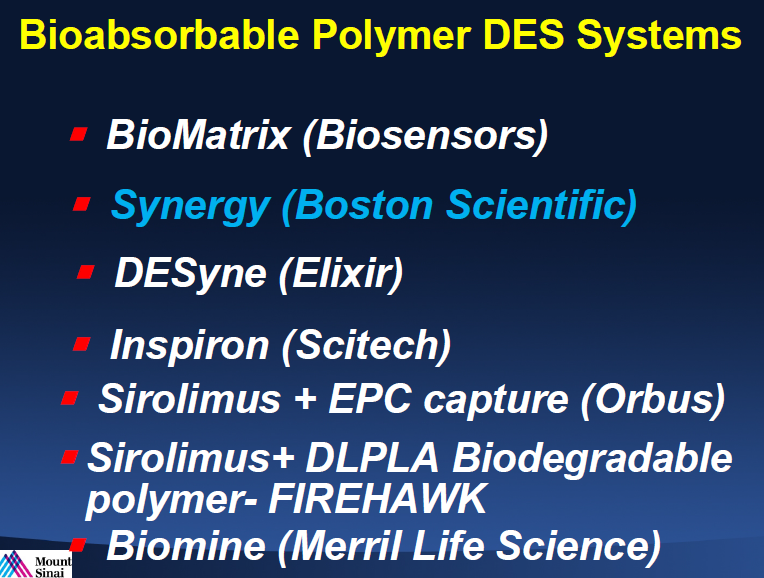 Bioabsorbable Polymer DES Systems
BioMatrix (Biosensors)
Synergy (Boston Scientific)
DESyne (Elixir)
Inspiron (Scitech)
Sirolimus + EPC capture (Orbus)
Sirolimus+ DLPLA Biodegradable
polymer- FIREHAWK
Biomine (Merril Life Science)
Mount
Sinai